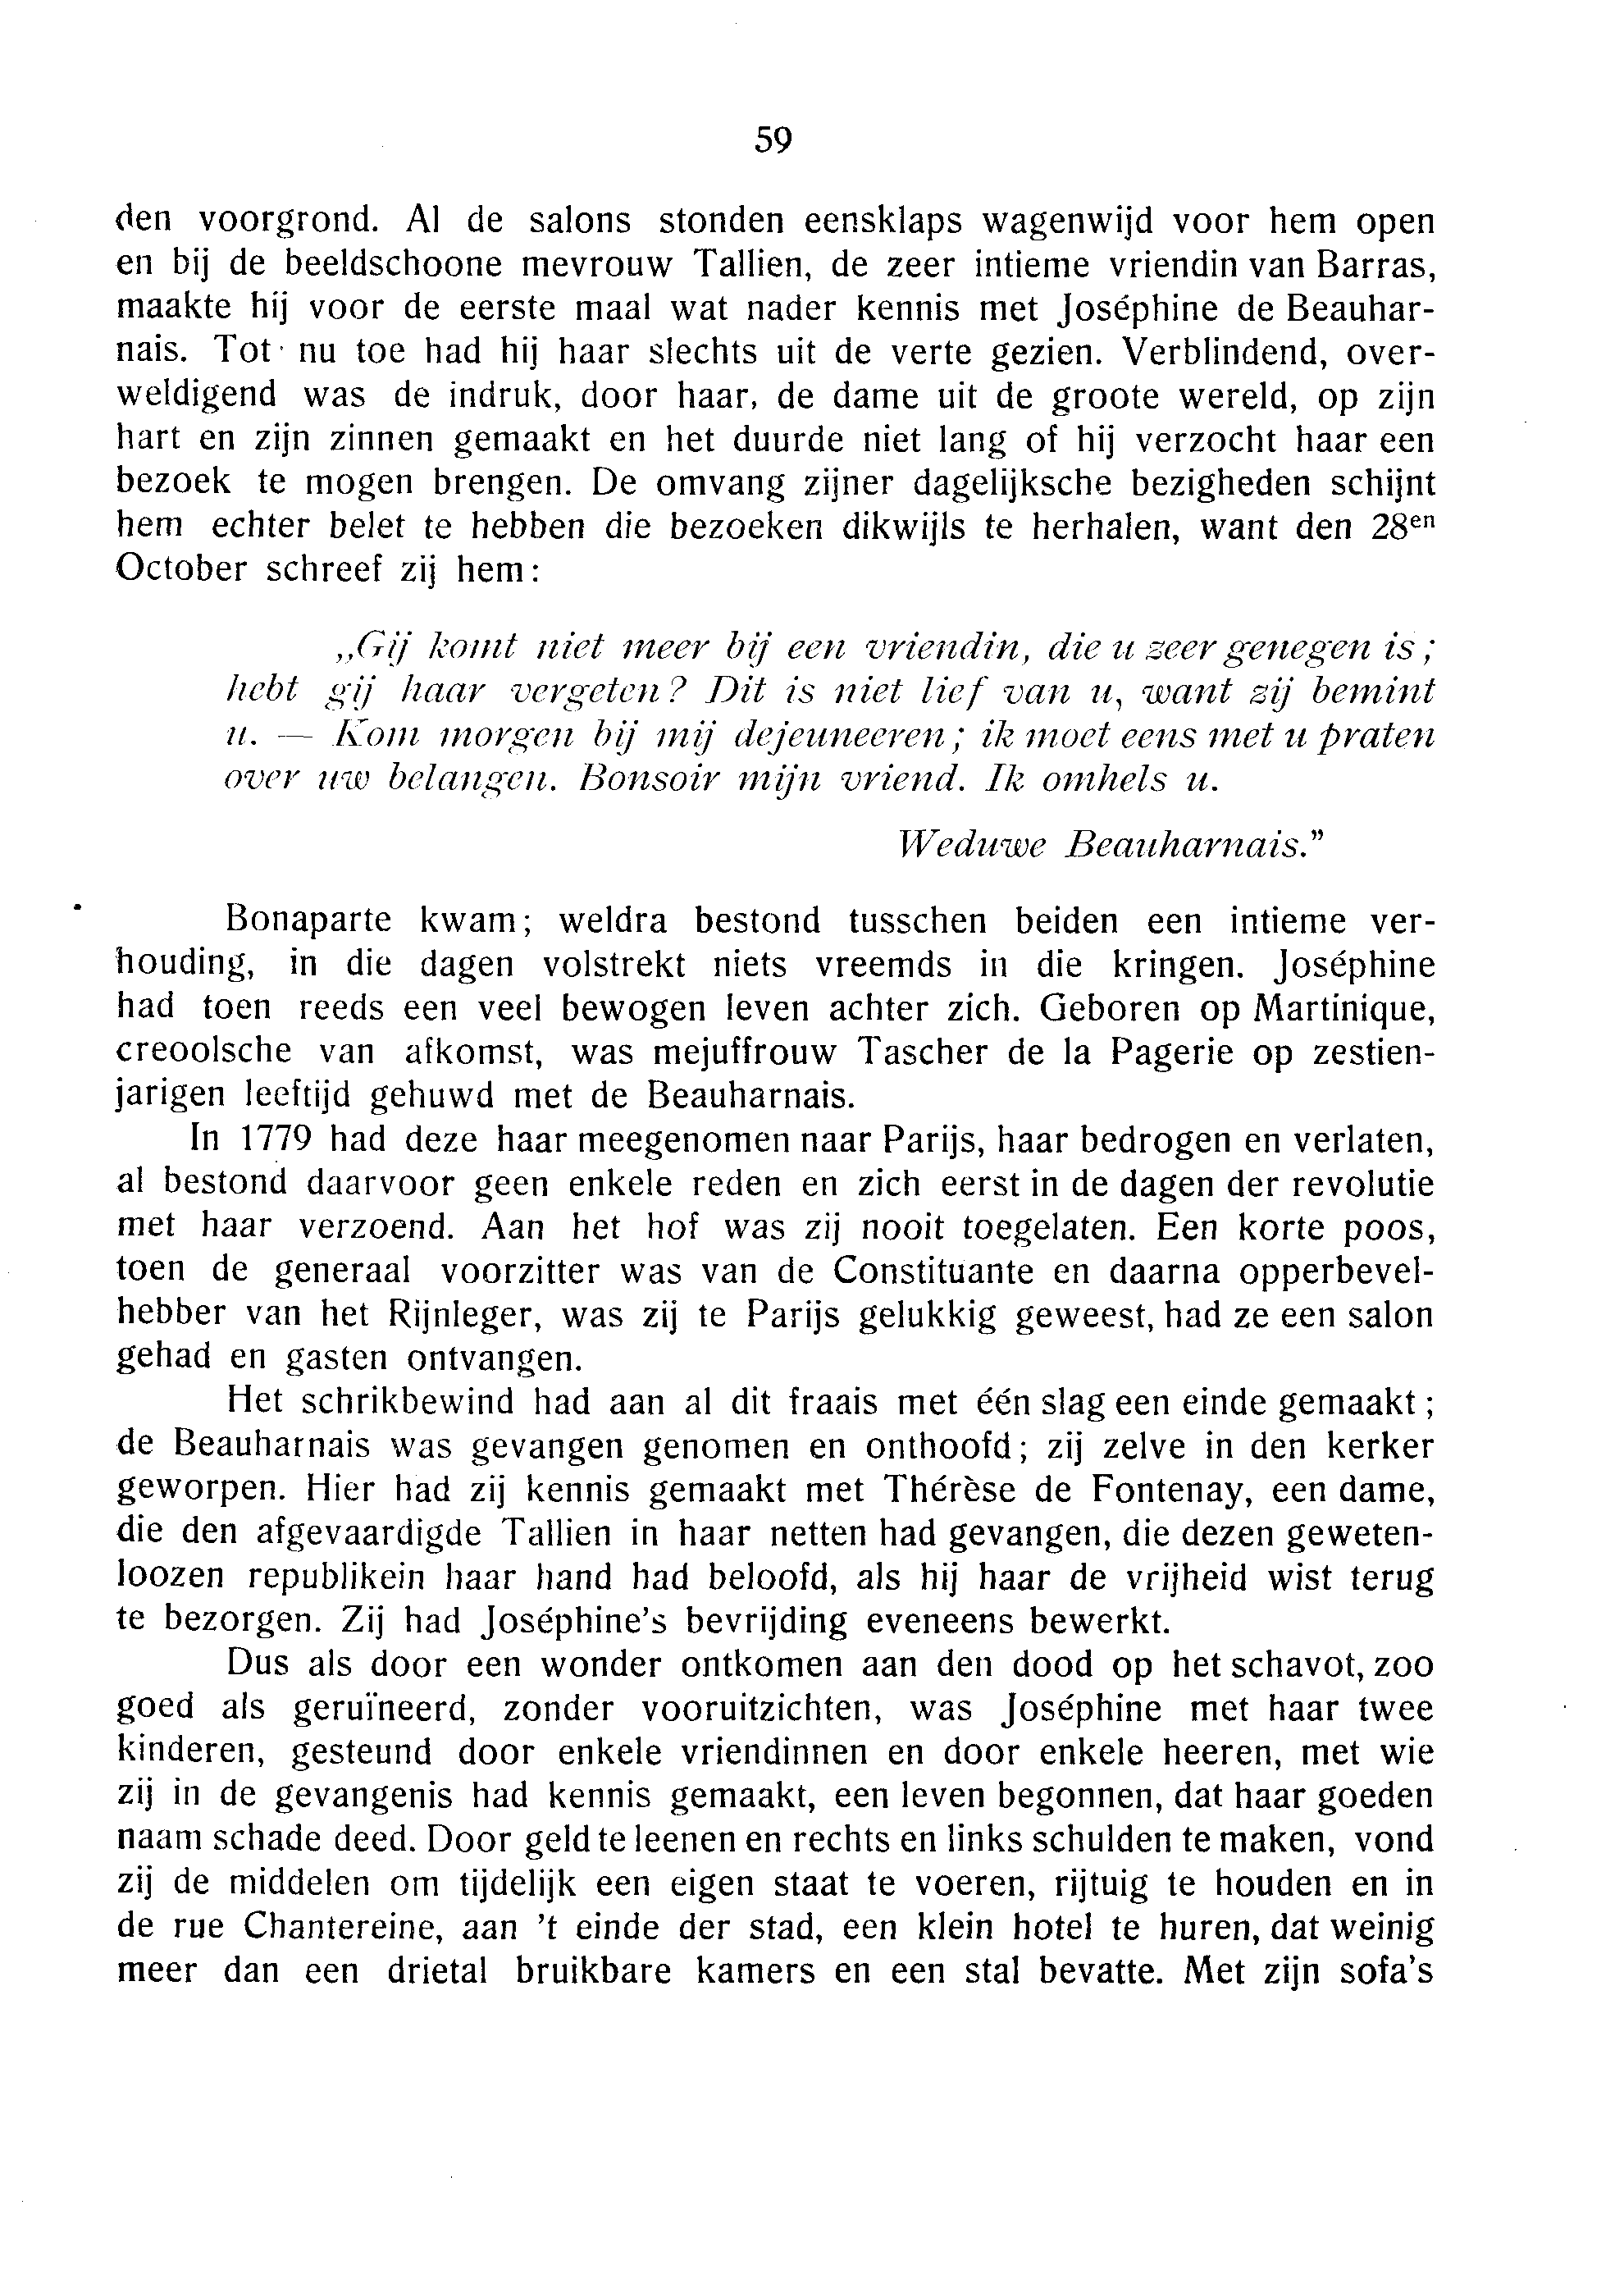 59
den voorgrond. Al de salons stonden eensklaps wagenwijd voor hem open
en bij de beeldschoone mevrouw Tallien, de zeer intieme vriendin van Barras,
maakte hij voor de eerste maal wat nader kennis met Joséphine de Beauhar-
nais. Tot nu toe had hij haar slechts uit de verte gezien. Verblindend, over-
weldigend was de indruk, door haar, de dame uit de groote wereld, op zijn
hart en zijn zinnen gemaakt en het duurde niet lang of hij verzocht haar een
bezoek te mogen brengen. De omvang zijner dagelijksche bezigheden schijnt
hem echter belet te hebben die bezoeken dikwijls te herhalen, want den 28en
October schreef zij hem:
„Gij komt niet meer bij een vriendin, die u zeer genegen is;
hebt gij haar vergeten? Dit is niet lief van u, want zij bemint
u. — Kom morgen bij mij dejeuneeren; ik moet eens met u praten
over uw belangen. Bonsoir mijn vriend. Ik omhels u.
Weduwe Beauharnais.”
Bonaparte kwam; weldra bestond tusschen beiden een intieme ver-
houding, in die dagen volstrekt niets vreemds in die kringen. Joséphine
had toen reeds een veel bewogen leven achter zich. Geboren op Martinique,
creoolsche van afkomst, was mejuffrouw Tascher de la Pagerie op zestien-
jarigen leeftijd gehuwd met de Beauharnais.
In 1779 had deze haar meegenomen naar Parijs, haar bedrogen en verlaten,
al bestond daarvoor geen enkele reden en zich eerst in de dagen der revolutie
met haar verzoend. Aan het hof was zij nooit toegelaten. Een korte poos,
toen de generaal voorzitter was van de Constituante en daarna opperbevel-
hebber van het Rijnleger, was zij te Parijs gelukkig geweest, had ze een salon
gehad en gasten ontvangen.
Het schrikbewind had aan al dit fraais met één slag een einde gemaakt;
de Beauharnais was gevangen genomen en onthoofd; zij zelve in den kerker
geworpen. Hier had zij kennis gemaakt met Thérèse de Fontenay, een dame,
die den afgevaardigde Tallien in haar netten had gevangen, die dezen geweten-
loozen republikein haar hand had beloofd, als hij haar de vrijheid wist terug
te bezorgen. Zij had Joséphine's bevrijding eveneens bewerkt.
Dus als door een wonder ontkomen aan den dood op het schavot, zoo
goed als geruïneerd, zonder vooruitzichten, was Joséphine met haar twee
kinderen, gesteund door enkele vriendinnen en door enkele heeren, met wie
zij in de gevangenis had kennis gemaakt, een leven begonnen, dat haar goeden
naam schade deed. Door geld te leenen en rechts en links schulden te maken, vond
zij de middelen om tijdelijk een eigen staat te voeren, rijtuig te houden en in
de rue Chantereine, aan 't einde der stad, een klein hotel te huren, dat weinig
meer dan een drietal bruikbare kamers en een stal bevatte. Met zijn sofa's